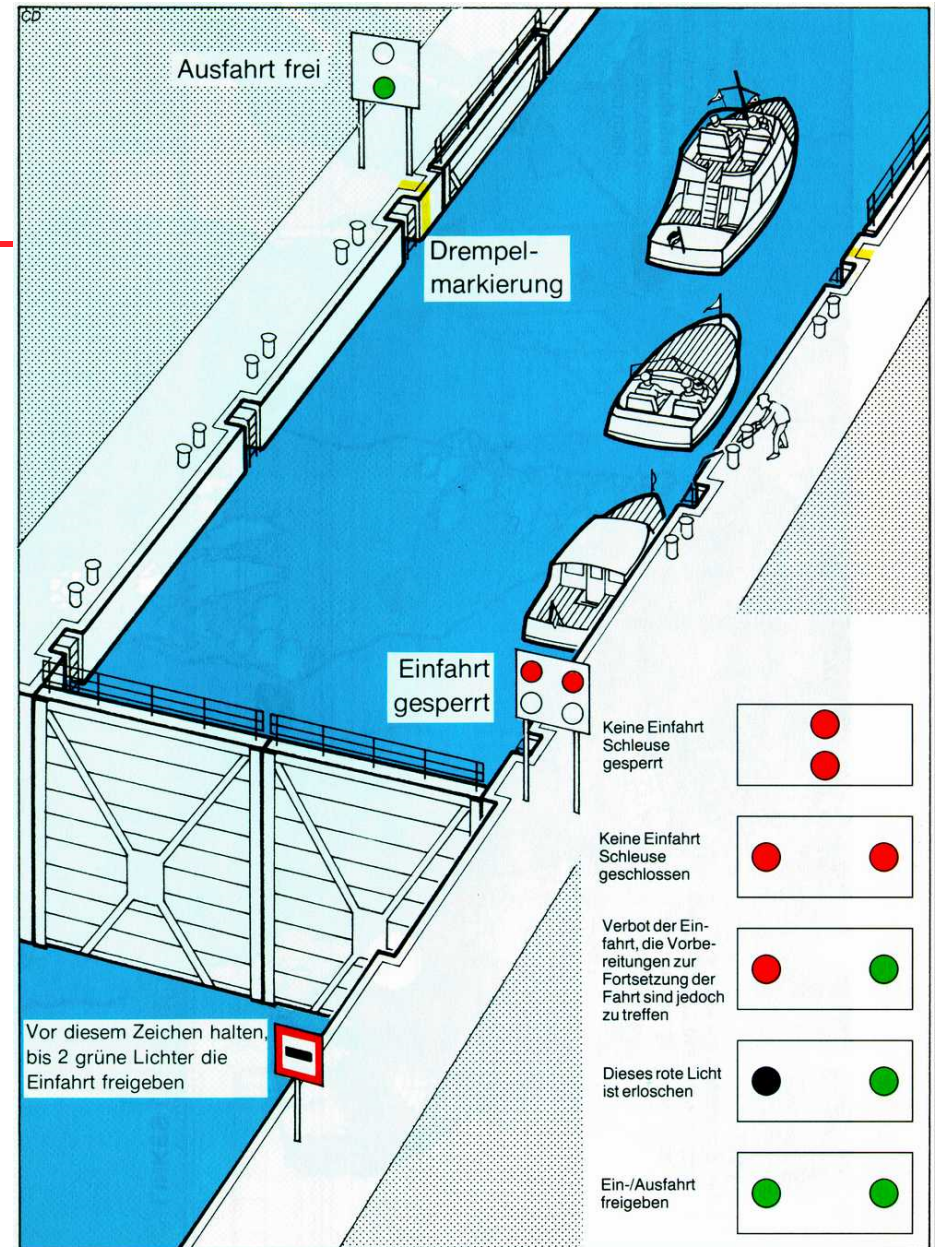 CD
Ausfahrt frei
Drempel-
markierung
Einfahrt
gesperrt
Keine Einfahrt
Schleuse
gesperrt
Keine Einfahrt
Schleuse
geschlossen
Verbot der Ein-
fahrt, die Vorbe-
reitungen zur
Fortsetzung der
Fahrt sind jedoch
zu treffen
Vor diesem Zeichen halten,
bis 2 grüne Lichter die
Einfahrt freigeben
Dieses rote Licht
ist erloschen
Ein-/Ausfahrt
freigeben